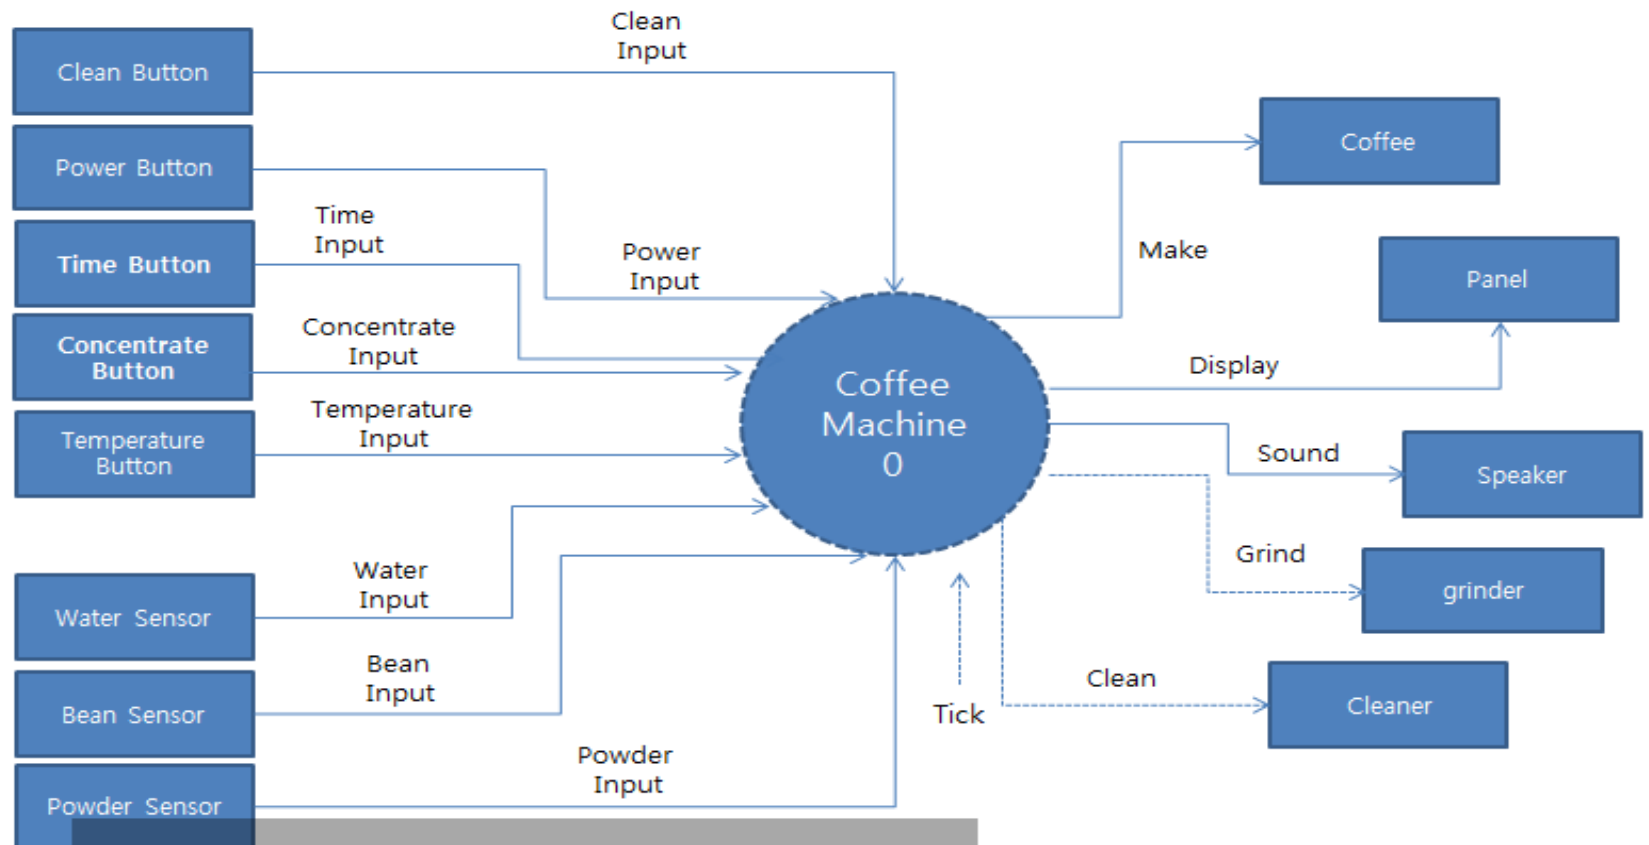 Clean
Input
Clean Button
Power Button
Time
Input
Time Button
Power
Input
Concentrate
Button
Concentrate
Input
Temperature
Input
Temperature
Button
Water
Input
Water Sensor
Bean
Input
Bean Sensor
Powder
Input
Powder Sensor
Coffee
Machine
0
Tick
Make
Coffee
Display
Panel
Sound
Speaker
Grind
grinder
Clean
Cleaner